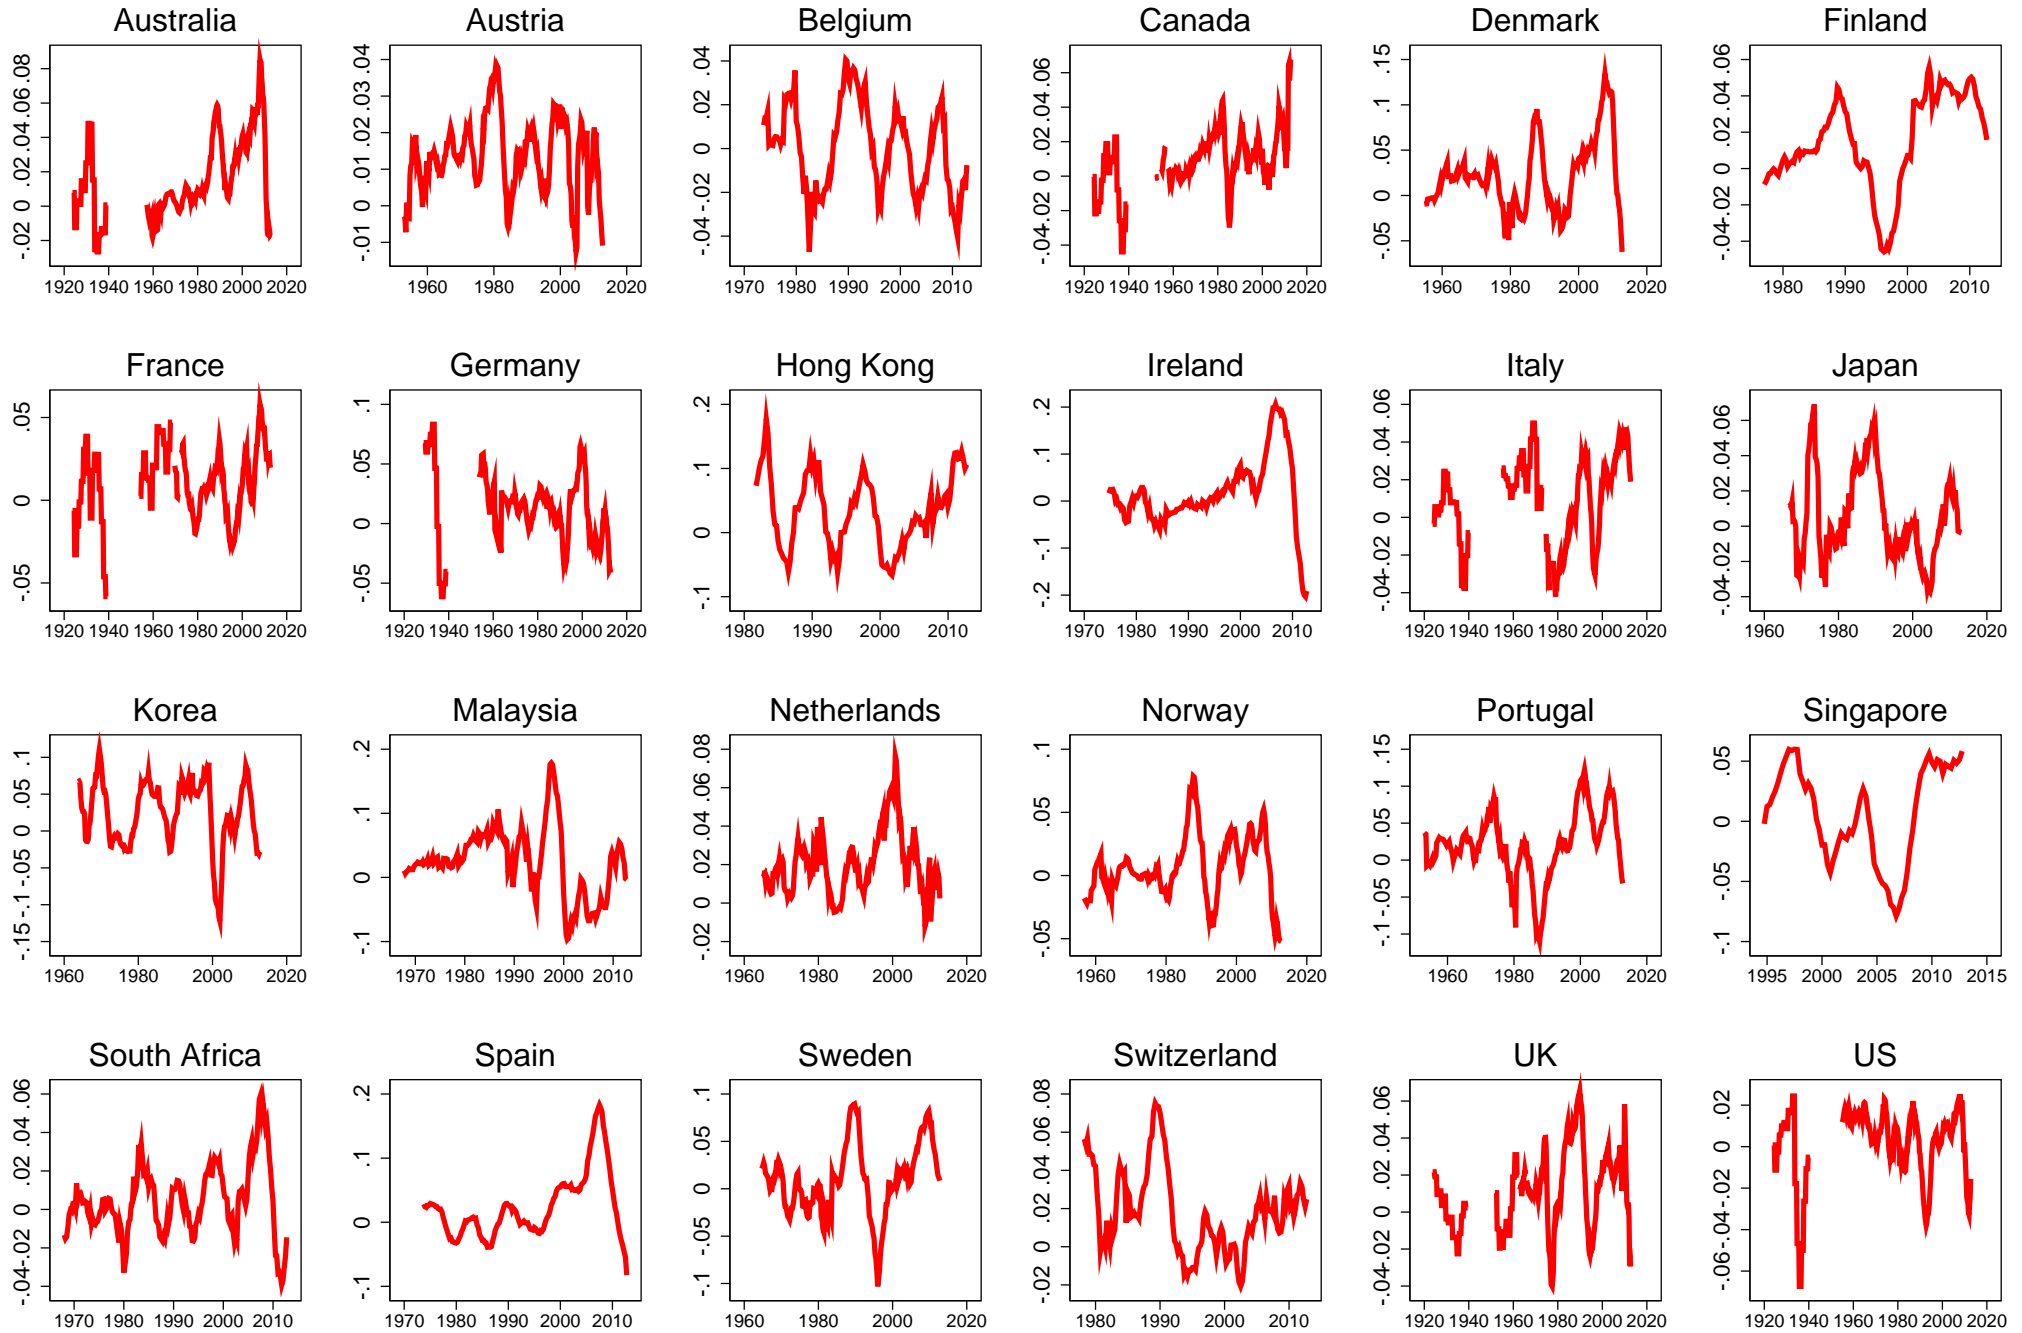 Australia
-.02 0 .02 .04 .06 .08
1920 1940 1960 1980 2000 2020
Austria
-.01 0 .01 .02 .03 .04
1960 1980 2000 2020
Belgium
-.04 -.02 0 .02 .04
1970 1980 1990 2000 2010
Canada
-.04 -.02 0 .02 .04 .06
1920 1940 1960 1980 2000 2020
Denmark
-.05 0 .05 .1 .15
1960 1980 2000 2020
Finland
-.04 -.02 0 .02 .04 .06
1980 1990 2000 2010
France
-.05 0 .05
1920 1940 1960 1980 2000 2020
Germany
-.05 0 .05 .1
1920 1940 1960 1980 2000 2020
Hong Kong
-.1 0 .1 .2
1980 1990 2000 2010
Ireland
-.2 -.1 0 .1 .2
1970 1980 1990 2000 2010
Italy
-.04 -.02 0 .02 .04 .06
1920 1940 1960 1980 2000 2020
Japan
-.04 -.02 0 .02 .04 .06
1960 1980 2000 2020
Korea
-.15 -.1 -.05 0 .05 .1
1960 1980 2000 2020
Malaysia
-.1 0 .1 .2
1970 1980 1990 2000 2010
Netherlands
-.02 0 .02 .04 .06 .08
1960 1980 2000 2020
Norway
-.05 0 .05 .1
1960 1980 2000 2020
Portugal
-.1 -.05 0 .05 .1 .15
1960 1980 2000 2020
Singapore
-.1 -.05 0 .05
1995 2000 2005 2010 2015
South Africa
-.04 -.02 0 .02 .04 .06
1970 1980 1990 2000 2010
Spain
-.1 0 .1 .2
1970 1980 1990 2000 2010
Sweden
-.1 -.05 0 .05 .1
1960 1980 2000 2020
Switzerland
-.02 0 .02 .04 .06 .08
1980 1990 2000 2010
UK
-.04 -.02 0 .02 .04 .06
1920 1940 1960 1980 2000 2020
US
-.06 -.04 -.02 0 .02
1920 1940 1960 1980 2000 2020